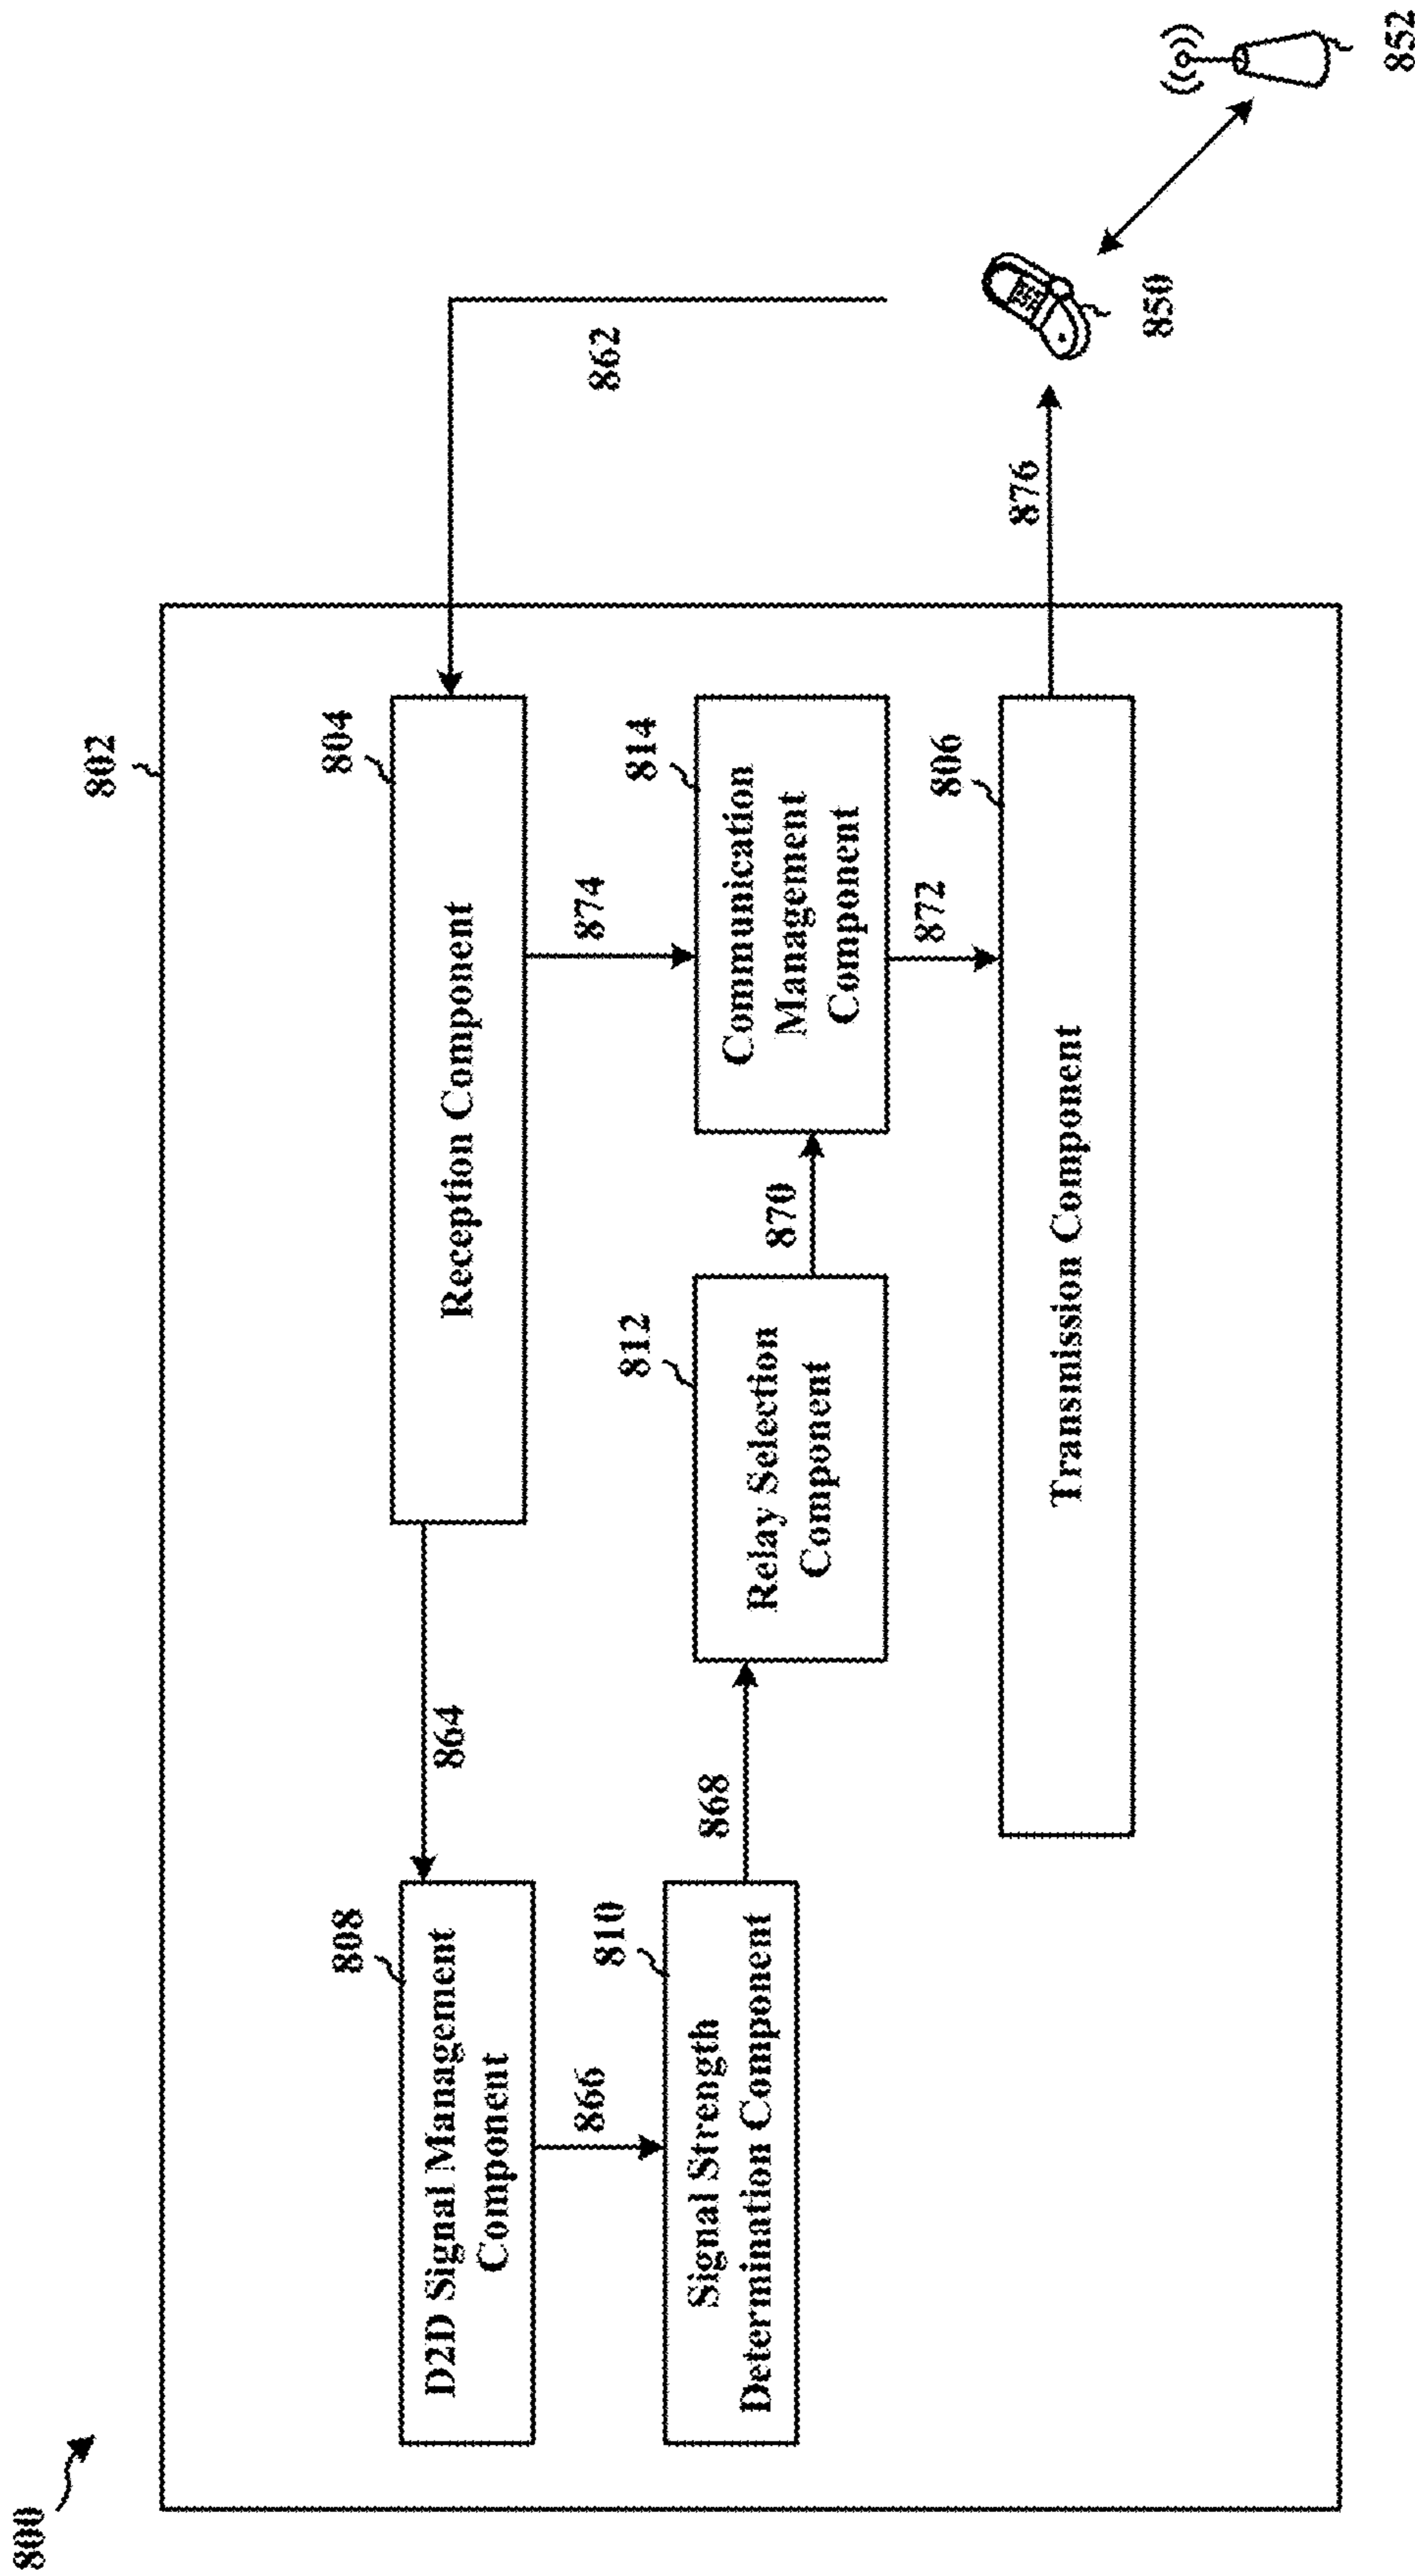 800
802
804
Reception Component
862
864
874
808
D2D Signal Management
Component
866
810
Signal Strength
Determination Component
868
812
Relay Selection
Component
870
814
Communication
Management
Component
872
806
Transmission Component
876
850
852